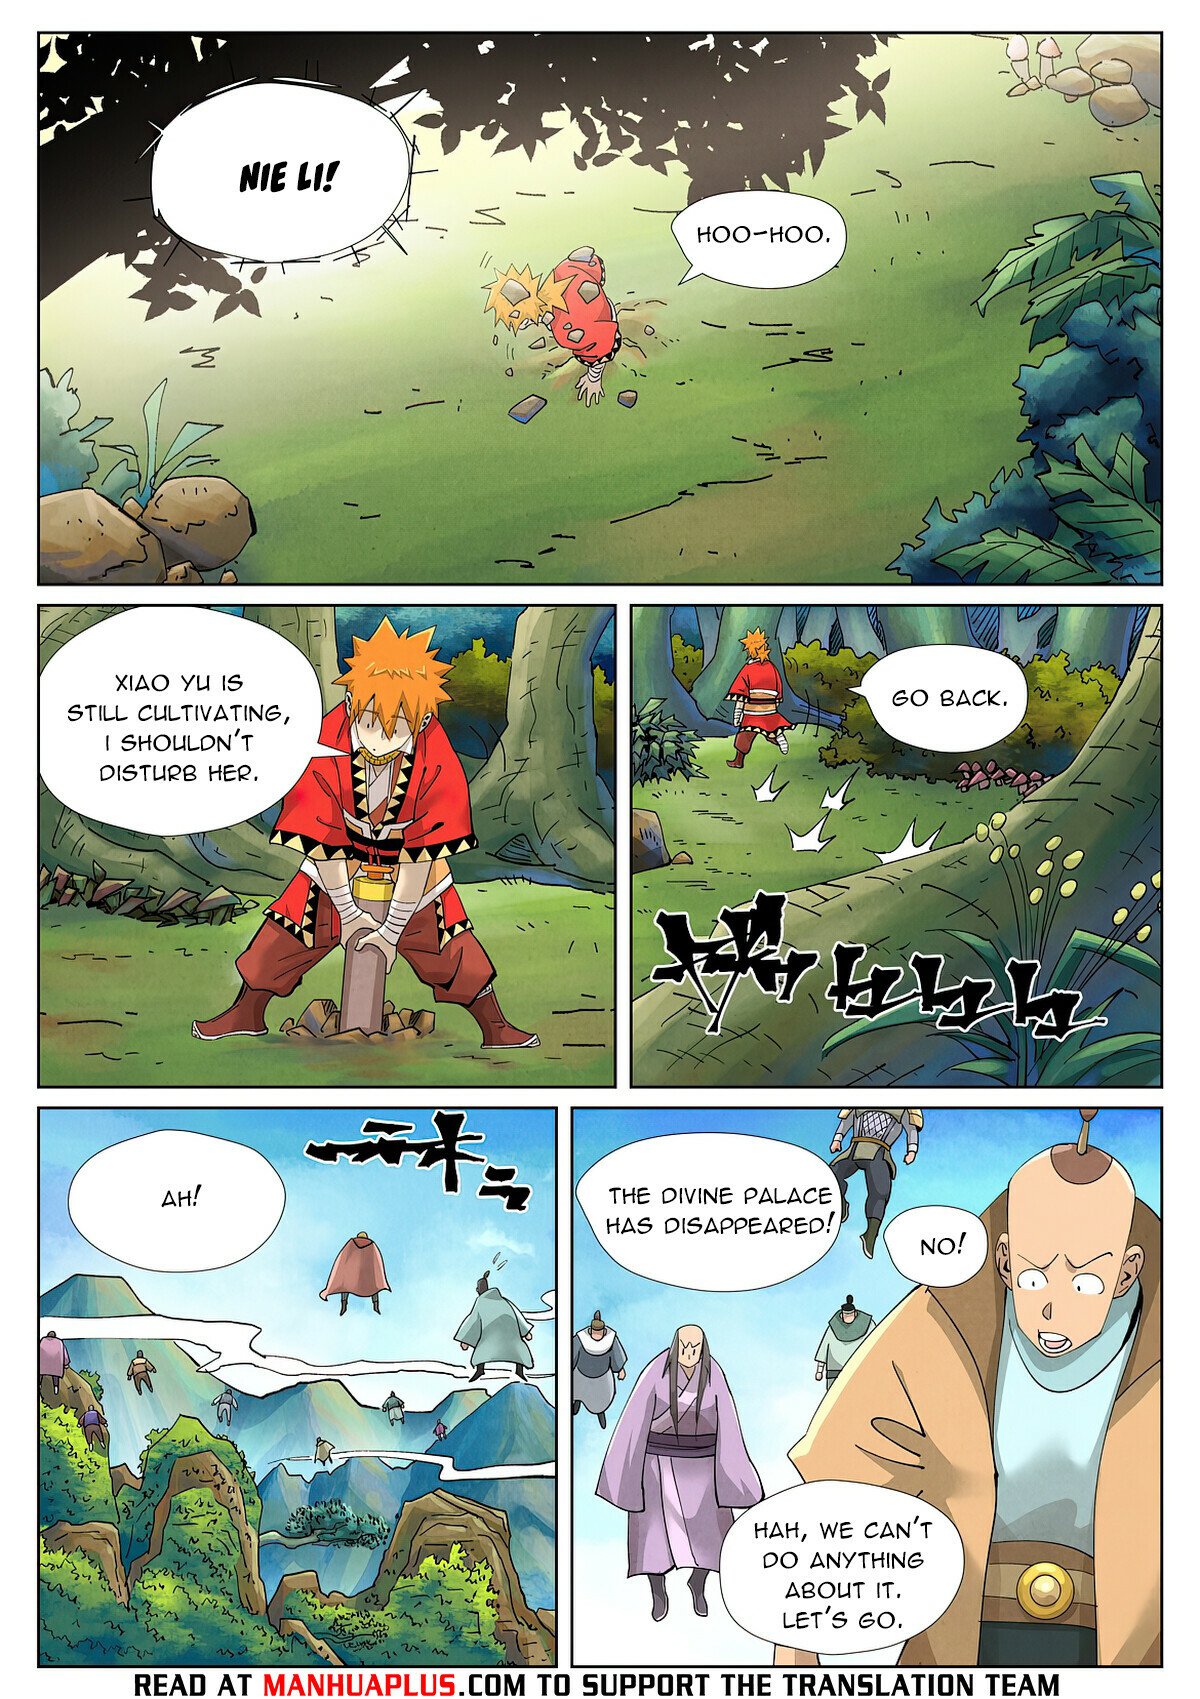 NIE LI!
HOO-HOO.
XIAO YU IS
STILL CULTIVATING,
I SHOULDN'T
DISTURB HER.
GO BACK.
AH!
THE DIVINE PALACE
HAS DISAPPEARED!
NO!
HAH, WE CAN'T
DO ANYTHING
ABOUT IT.
LET'S GO.
READ AT MANHUAPLUS.COM TO SUPPORT THE TRANSLATION TEAM